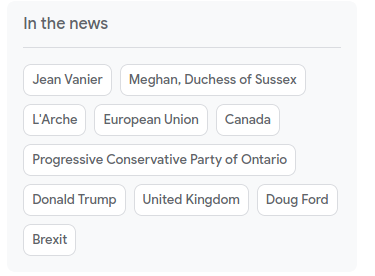 In the news
Jean Vanier Meghan, Duchess of Sussex
L'Arche European Union Canada
Progressive Conservative Party of Ontario
Donald Trump United Kingdom Doug Ford
Brexit